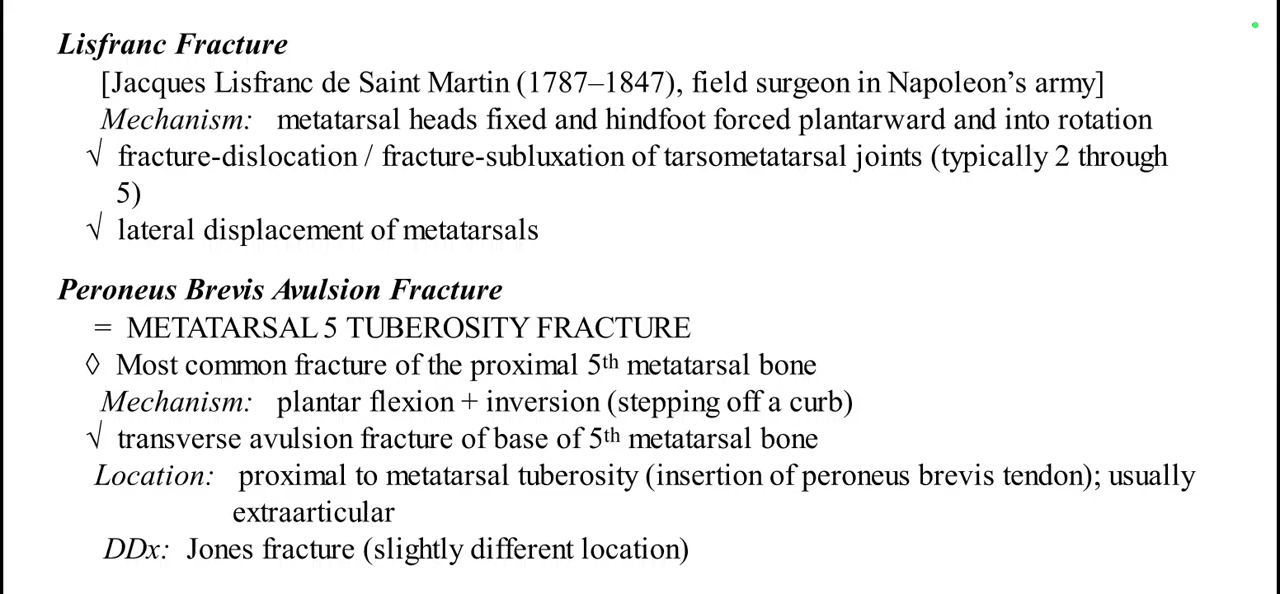 Lisfranc Fracture
[Jacques Lisfranc de Saint Martin (1787–1847), field surgeon in Napoleon’s army]
Mechanism: metatarsal heads fixed and hindfoot forced plantarward and into rotation
√ fracture-dislocation / fracture-subluxation of tarsometatarsal joints (typically 2 through
5)
√ lateral displacement of metatarsals
Peroneus Brevis Avulsion Fracture
= METATARSAL 5 TUBEROSITY FRACTURE
◊ Most common fracture of the proximal 5th metatarsal bone
Mechanism: plantar flexion + inversion (stepping off a curb)
√ transverse avulsion fracture of base of 5th metatarsal bone
Location: proximal to metatarsal tuberosity (insertion of peroneus brevis tendon); usually
extraarticular
DDx: Jones fracture (slightly different location)